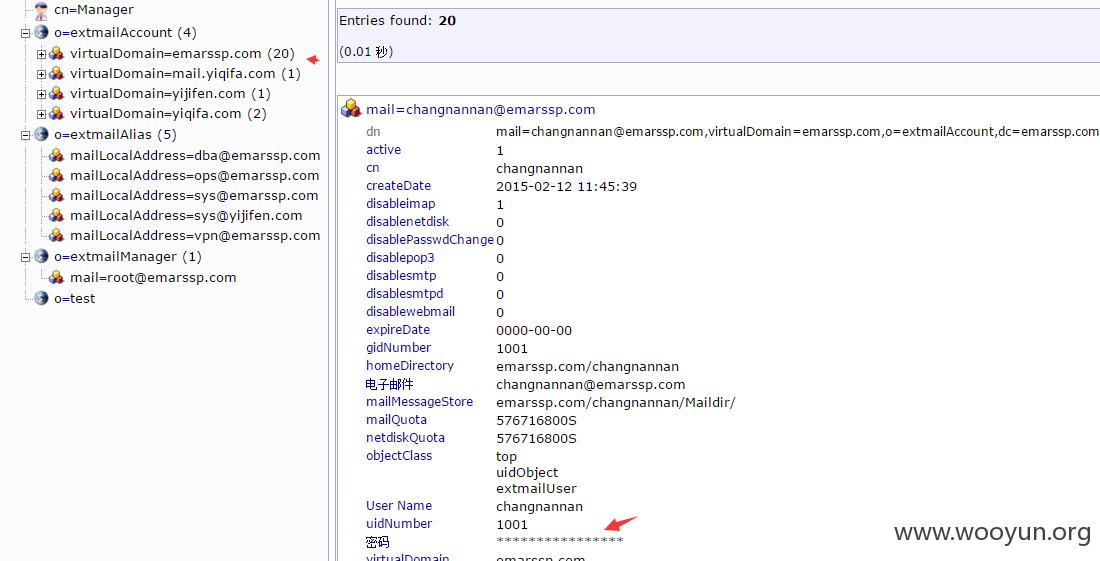 cn=Manager
o=extmailAccount (4)
virtualDomain=emarssp.com (20)
virtualDomain=mail.yiqifa.com (1)
virtualDomain=yijifen.com (1)
virtualDomain=yiqifa.com (2)
o=extmailAlias (5)
mailLocalAddress=dba@emarssp.com
mailLocalAddress=ops@emarssp.com
mailLocalAddress=sys@emarssp.com
mailLocalAddress=sys@yijifen.com
mailLocalAddress=vpn@emarssp.com
o=extmailManager (1)
mail=root@emarssp.com
o=test
Entries found: 20
(0.01 秒)
mail=changnannan@emarssp.com
dn mail=changnannan@emarssp.com,virtualDomain=emarssp.com,o=extmailAccount,dc=emarssp.com
active 1
cn changnannan
createDate 2015-02-12 11:45:39
disableimap 1
disablenetdisk 0
disablePasswdChange 0
disablepop3 0
disablesmtp 0
disablesmtpd 0
disablewebmail 0
expireDate 0000-00-00
gidNumber 1001
homeDirectory emarssp.com/changnannan
电子邮件 changnannan@emarssp.com
mailMessageStore emarssp.com/changnannan/Maildir/
mailQuota 576716800S
netdiskQuota 576716800S
objectClass top
uidObject
extmailUser
User Name changnannan
uidNumber 1001
密码 ****************
virtualDomain emarssp.com
www.wooyun.org